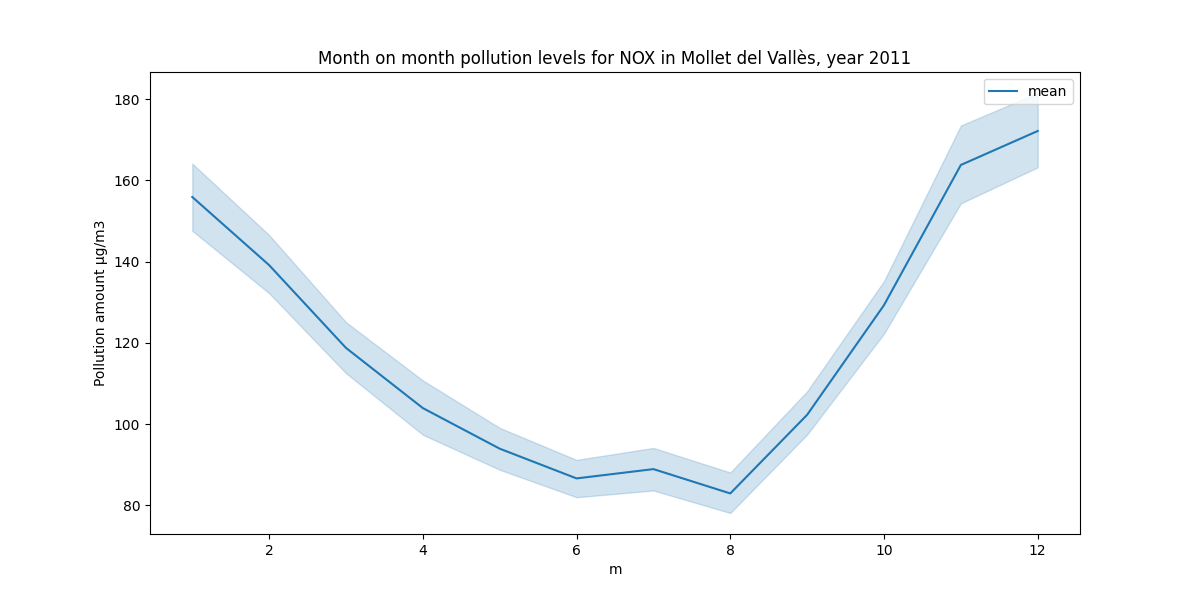 Month on month pollution levels for NOX in Mollet del Vallès, year 2011
mean
180
160
140
120
100
80
Pollution amount µg/m3
2 4 6 8 10 12
m